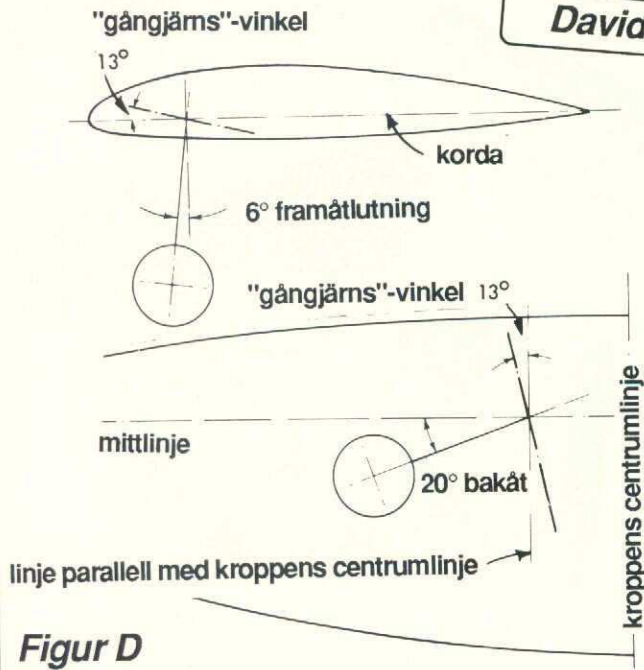 David
"gångjärns"-vinkel
13°
korda
6° framåtlutning
"gångjärns"-vinkel 13°
mittlinje
20° bakåt
kroppens centrumlinje
linje parallell med kroppens centrumlinje
Figur D